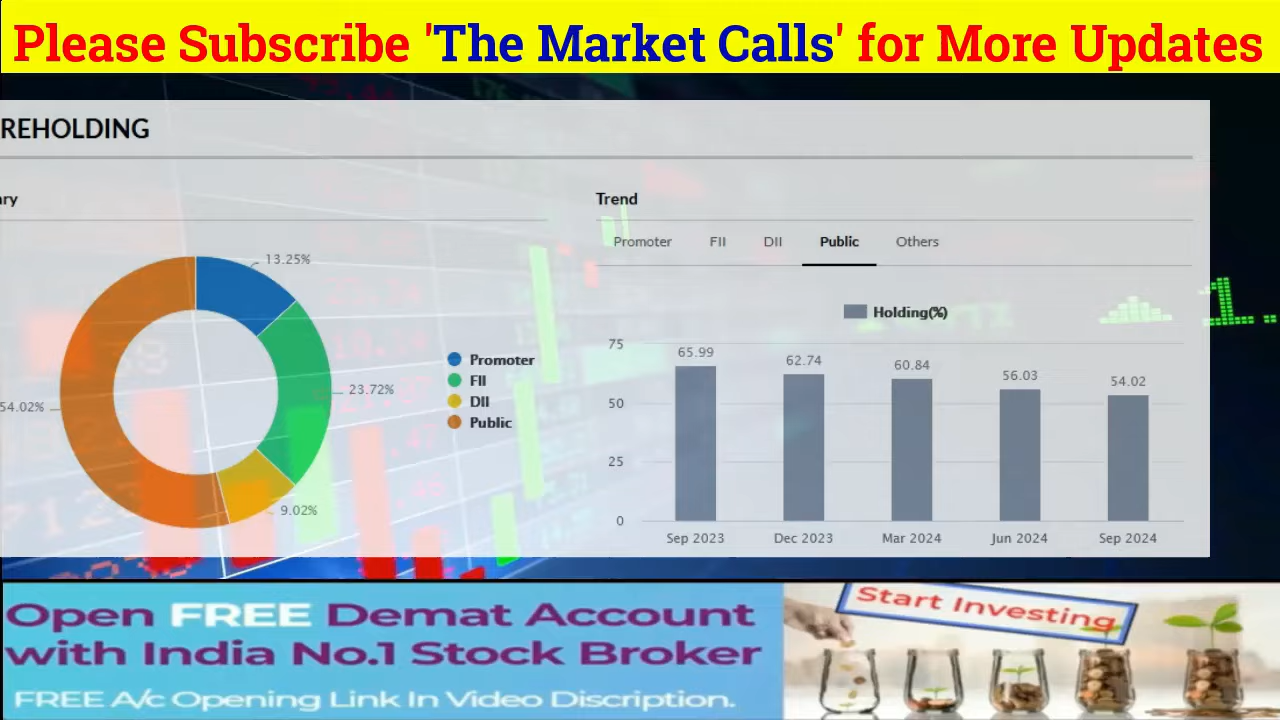 Please Subscribe 'The Market Calls' for More Updates
REHOLDING
ry
Trend
Promoter FII DII Public Others
Holding(%)
13.25%
23.72%
9.02%
54.02%
Promoter
FII
DII
Public
75
50
25
0
65.99
62.74
60.84
56.03
54.02
Sep 2023 Dec 2023 Mar 2024 Jun 2024 Sep 2024
Open FREE Demat Account
with India No.1 Stock Broker
FREE A/c Opening Link In Video Discription.
Start Investing